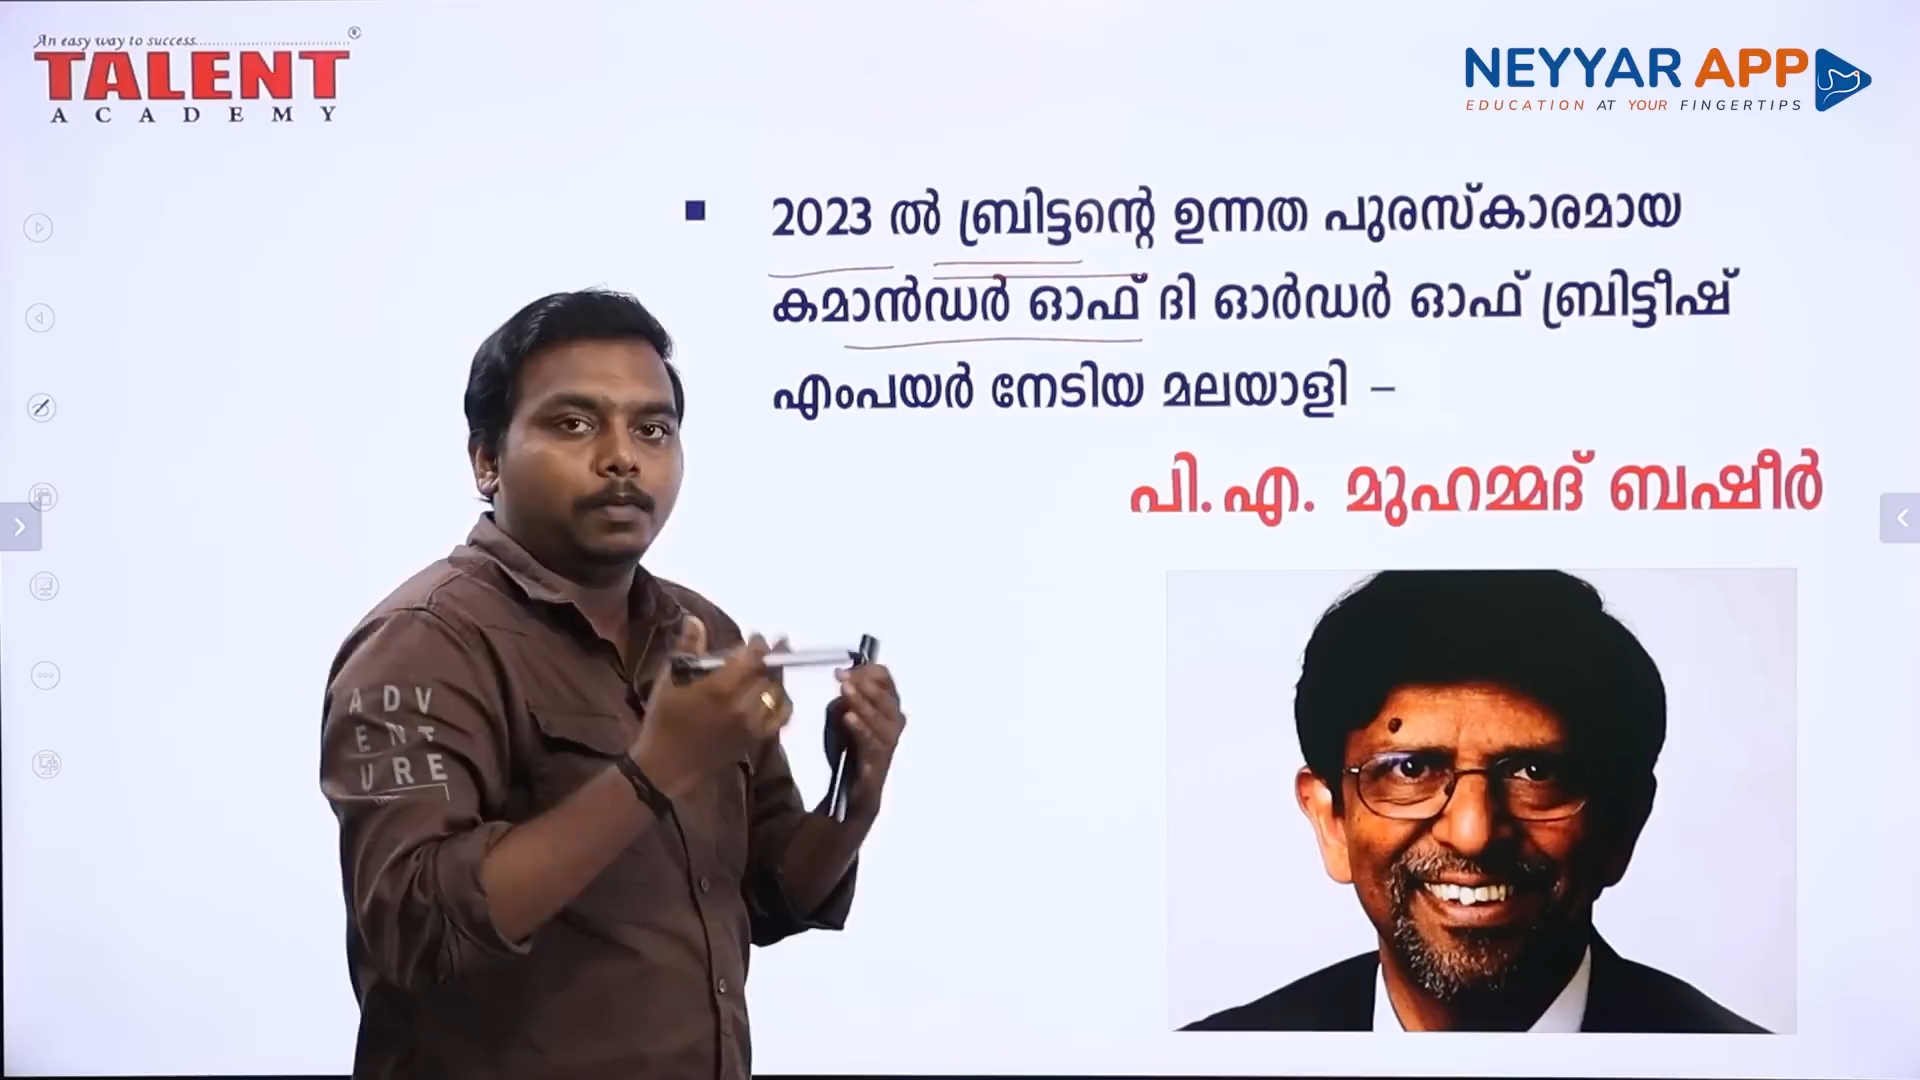 An easy way to success
TALENT
ACADEMY
NEYYAR APP
EDUCATION AT YOUR FINGERTIPS
2023 ൽ ബ്രിട്ടന്റെ ഉന്നത പുരസ്കാരമായ
കമാൻഡർ ഓഫ് ദി ഓർഡർ ഓഫ് ബ്രിട്ടീഷ്
എംപയർ നേടിയ മലയാളി –
പി.എ. മുഹമ്മദ് ബഷീർ
ADV
ENT
URE